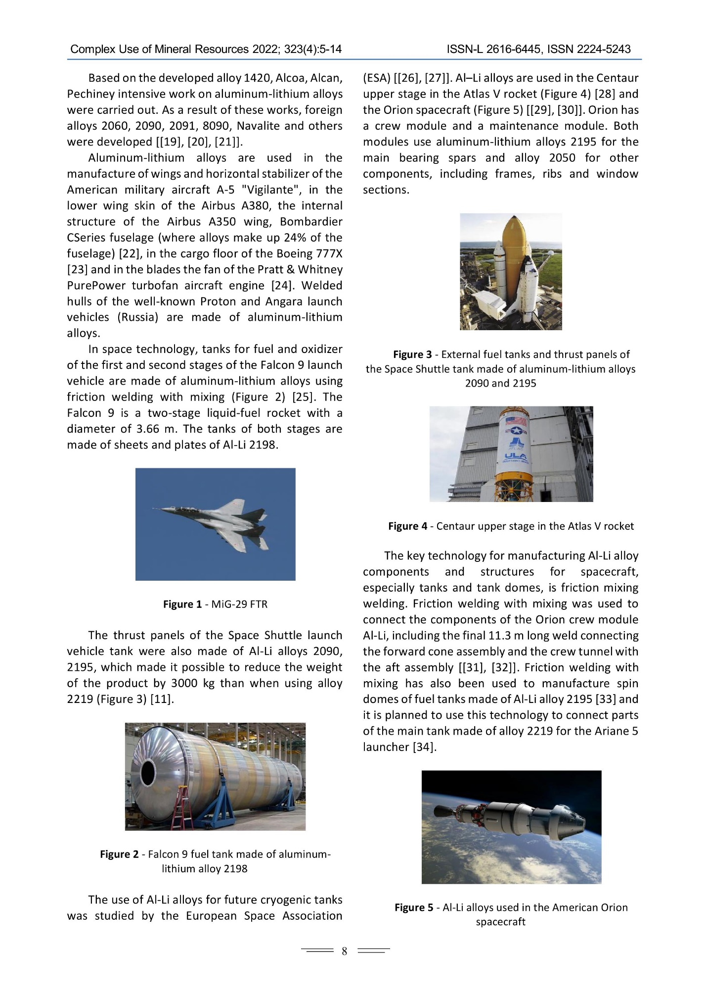 Complex Use of Mineral Resources 2022; 323(4):5-14
ISSN-L 2616-6445, ISSN 2224-5243
Based on the developed alloy 1420, Alcoa, Alcan,
Pechiney intensive work on aluminum-lithium alloys
were carried out. As a result of these works, foreign
alloys 2060, 2090, 2091, 8090, Navalite and others
were developed [[19], [20], [21]].
Aluminum-lithium alloys are used in the
manufacture of wings and horizontal stabilizer of the
American military aircraft A-5 "Vigilante", in the
lower wing skin of the Airbus A380, the internal
structure of the Airbus A350 wing, Bombardier
CSeries fuselage (where alloys make up 24% of the
fuselage) [22], in the cargo floor of the Boeing 777X
[23] and in the blades the fan of the Pratt & Whitney
PurePower turbofan aircraft engine [24]. Welded
hulls of the well-known Proton and Angara launch
vehicles (Russia) are made of aluminum-lithium
alloys.
In space technology, tanks for fuel and oxidizer
of the first and second stages of the Falcon 9 launch
vehicle are made of aluminum-lithium alloys using
friction welding with mixing (Figure 2) [25]. The
Falcon 9 is a two-stage liquid-fuel rocket with a
diameter of 3.66 m. The tanks of both stages are
made of sheets and plates of Al-Li 2198.
Figure 1 - MiG-29 FTR
The thrust panels of the Space Shuttle launch
vehicle tank were also made of Al-Li alloys 2090,
2195, which made it possible to reduce the weight
of the product by 3000 kg than when using alloy
2219 (Figure 3) [11].
Figure 2 - Falcon 9 fuel tank made of aluminum-
lithium alloy 2198
The use of Al-Li alloys for future cryogenic tanks
was studied by the European Space Association
(ESA) [[26], [27]]. Al–Li alloys are used in the Centaur
upper stage in the Atlas V rocket (Figure 4) [28] and
the Orion spacecraft (Figure 5) [[29], [30]]. Orion has
a crew module and a maintenance module. Both
modules use aluminum-lithium alloys 2195 for the
main bearing spars and alloy 2050 for other
components, including frames, ribs and window
sections.
Figure 3 - External fuel tanks and thrust panels of
the Space Shuttle tank made of aluminum-lithium alloys
2090 and 2195
ATLAS
ULA
Figure 4 - Centaur upper stage in the Atlas V rocket
The key technology for manufacturing Al-Li alloy
components and structures for spacecraft,
especially tanks and tank domes, is friction mixing
welding. Friction welding with mixing was used to
connect the components of the Orion crew module
Al-Li, including the final 11.3 m long weld connecting
the forward cone assembly and the crew tunnel with
the aft assembly [[31], [32]]. Friction welding with
mixing has also been used to manufacture spin
domes of fuel tanks made of Al-Li alloy 2195 [33] and
it is planned to use this technology to connect parts
of the main tank made of alloy 2219 for the Ariane 5
launcher [34].
Figure 5 - Al-Li alloys used in the American Orion
spacecraft
8